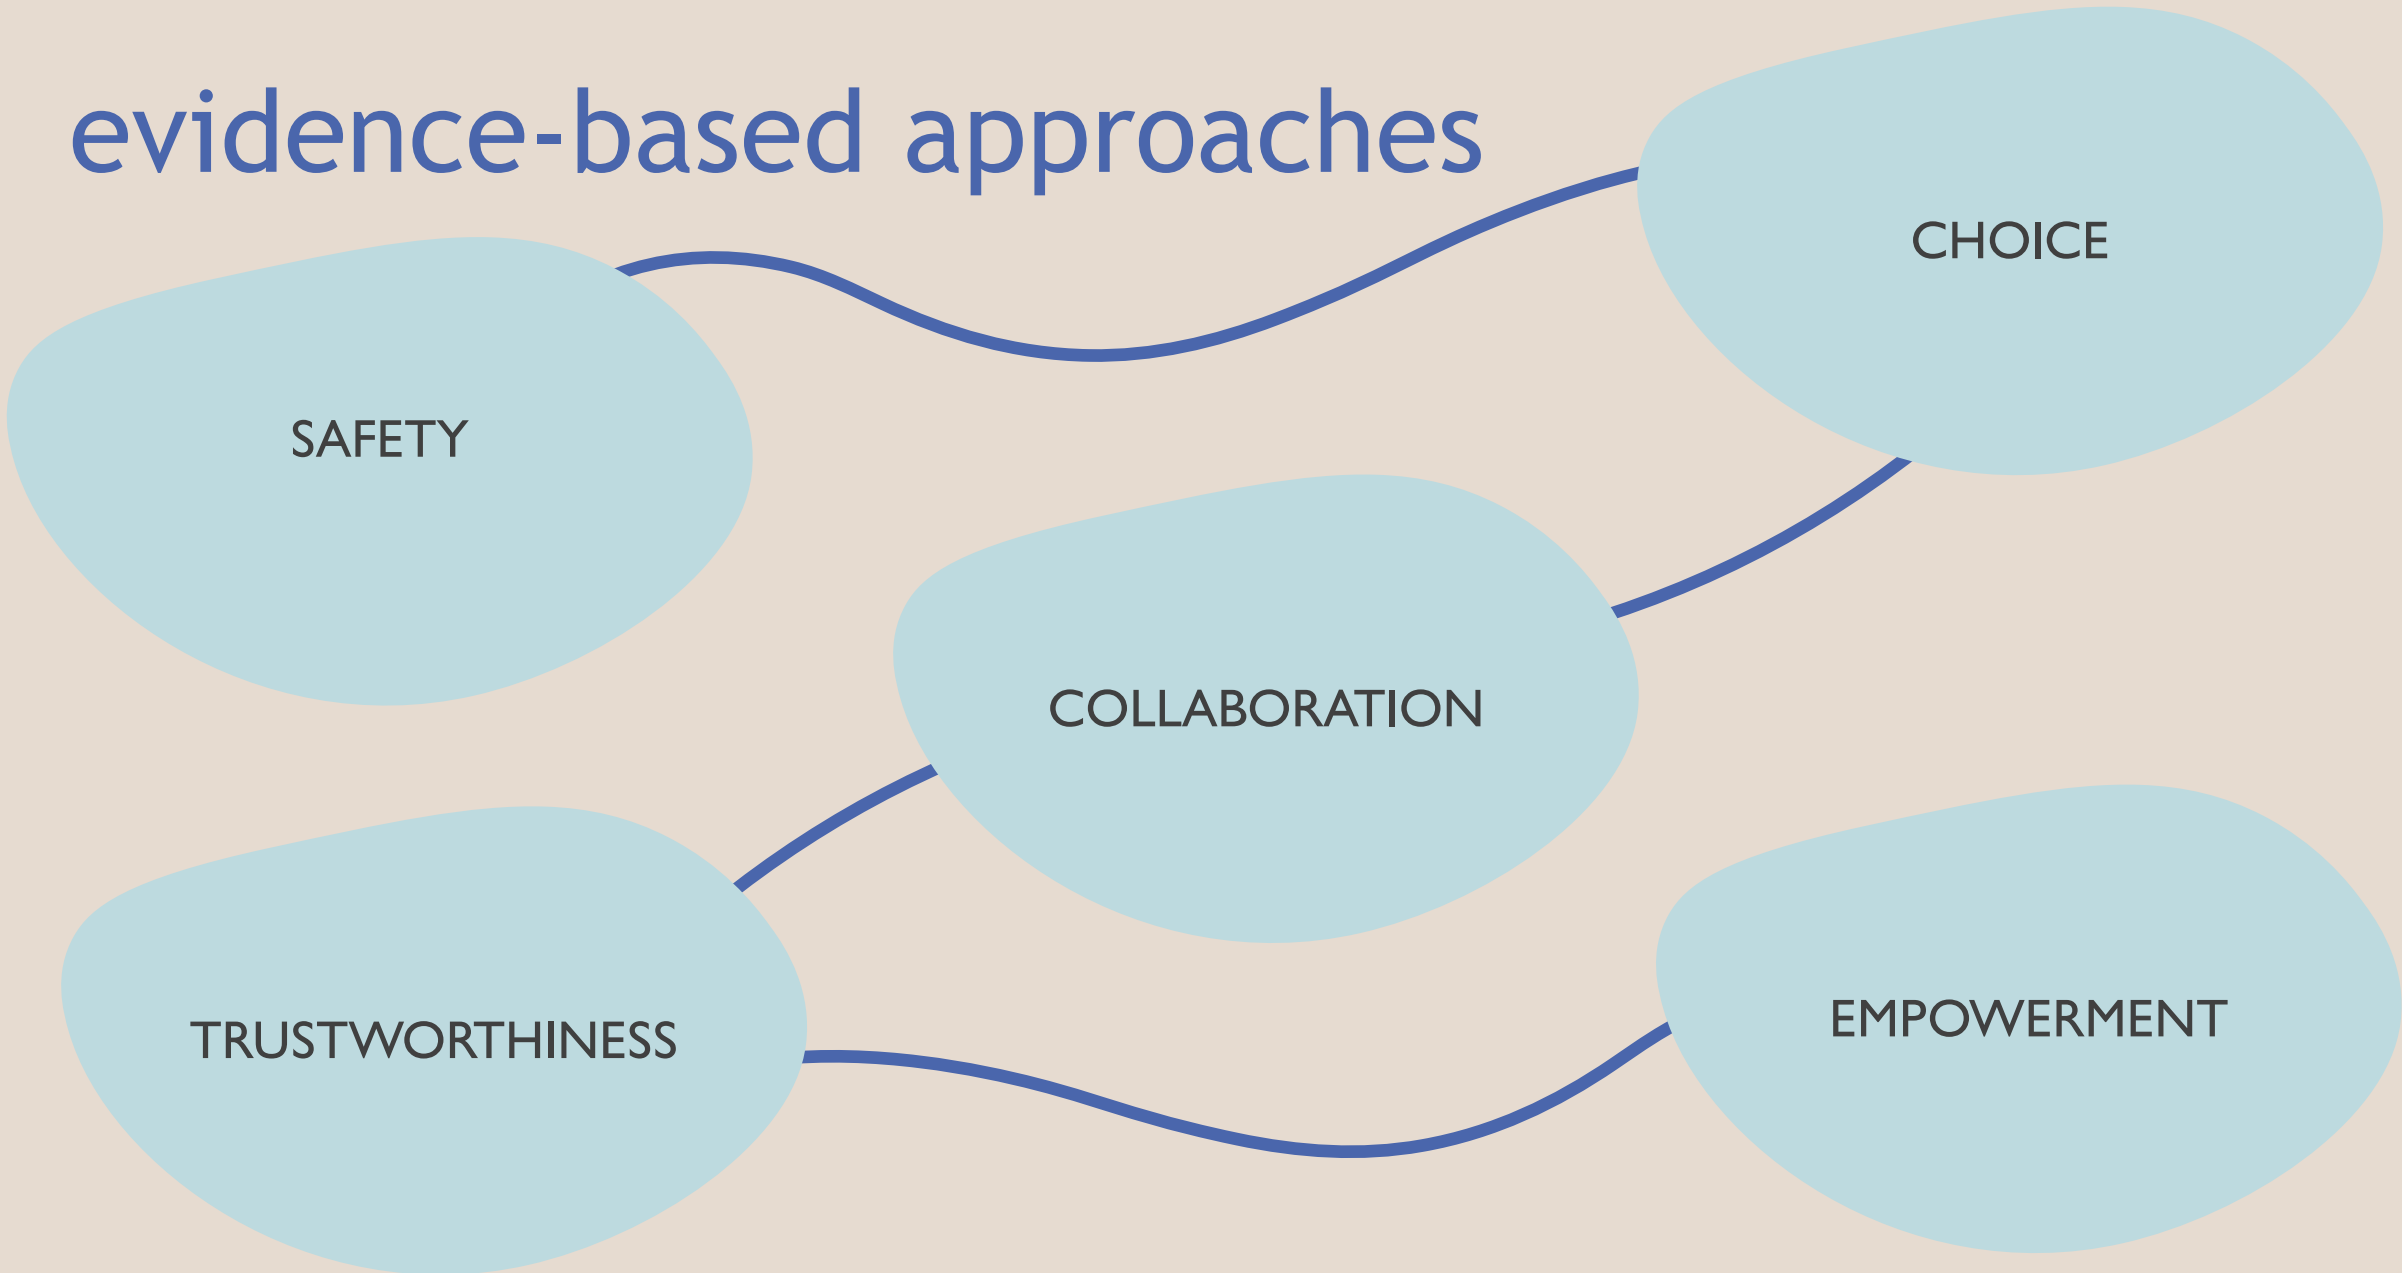 evidence-based approaches
SAFETY
CHOICE
COLLABORATION
TRUSTWORTHINESS
EMPOWERMENT